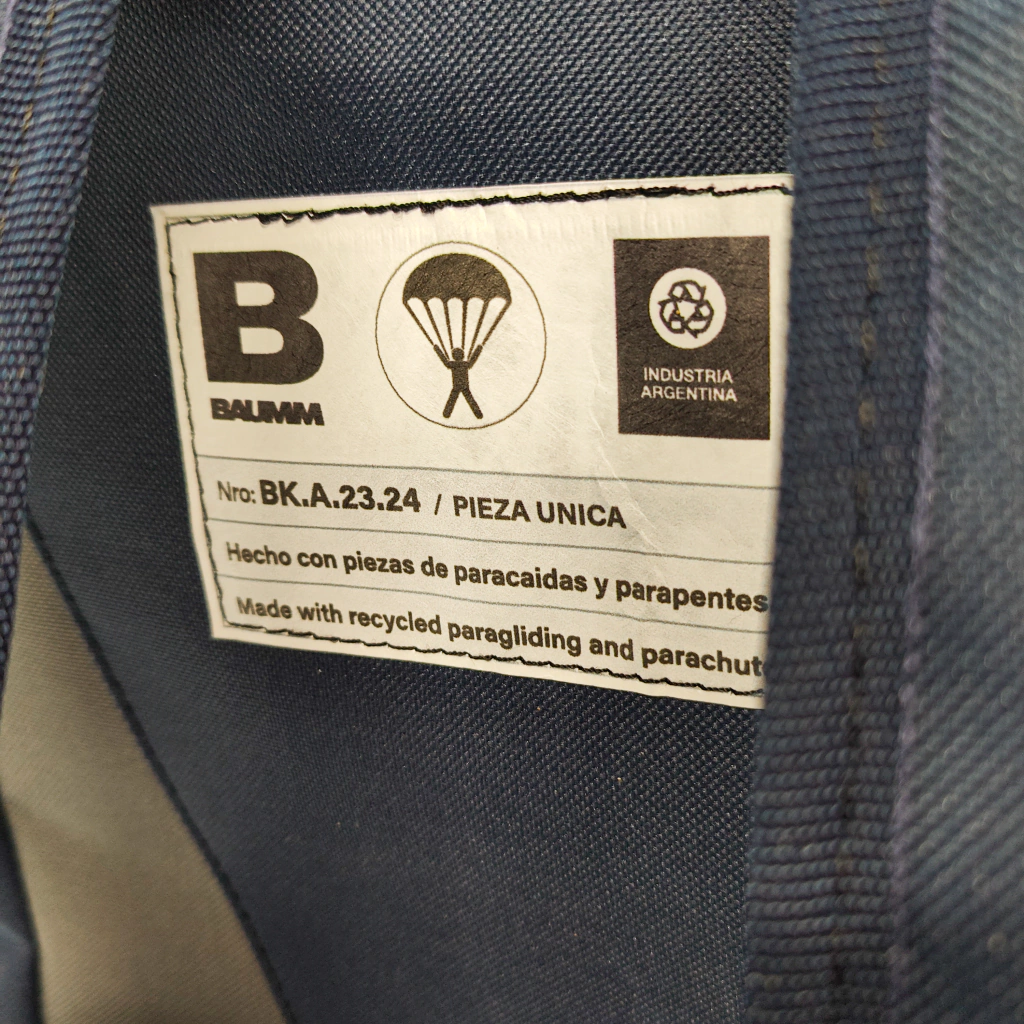 B
BAUMM
INDUSTRIA
ARGENTINA
Nro: BK.A.23.24 / PIEZA UNICA
Hecho con piezas de paracaidas y parapentes
Made with recycled paragliding and